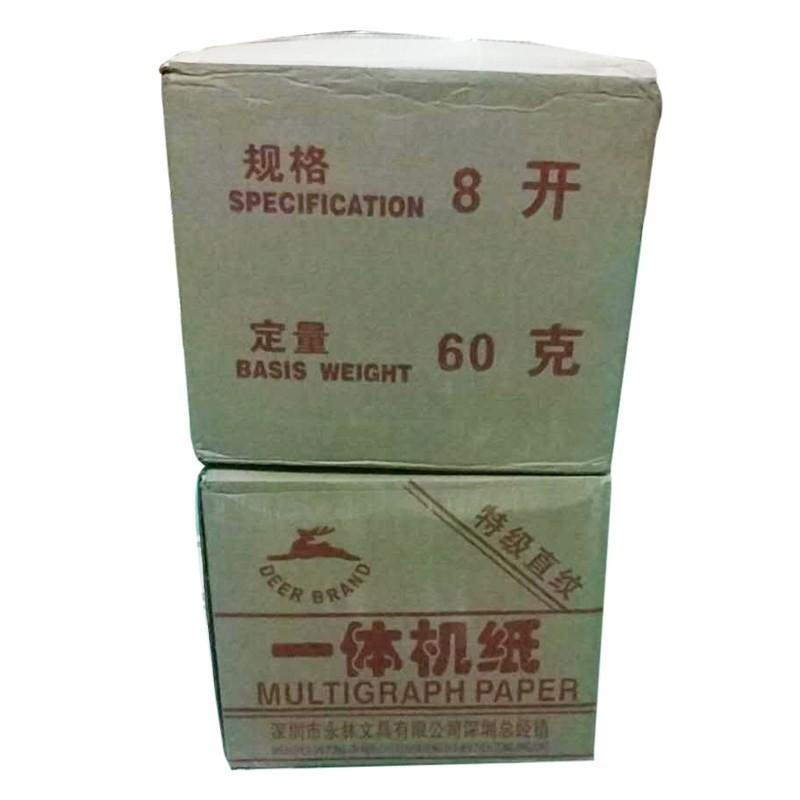 规格
SPECIFICATION 8 开
定量
BASIS WEIGHT 60 克
特级直纹
DEER BRAND
一体机纸
MULTIGRAPH PAPER
深圳市永林文具有限公司深圳总经销